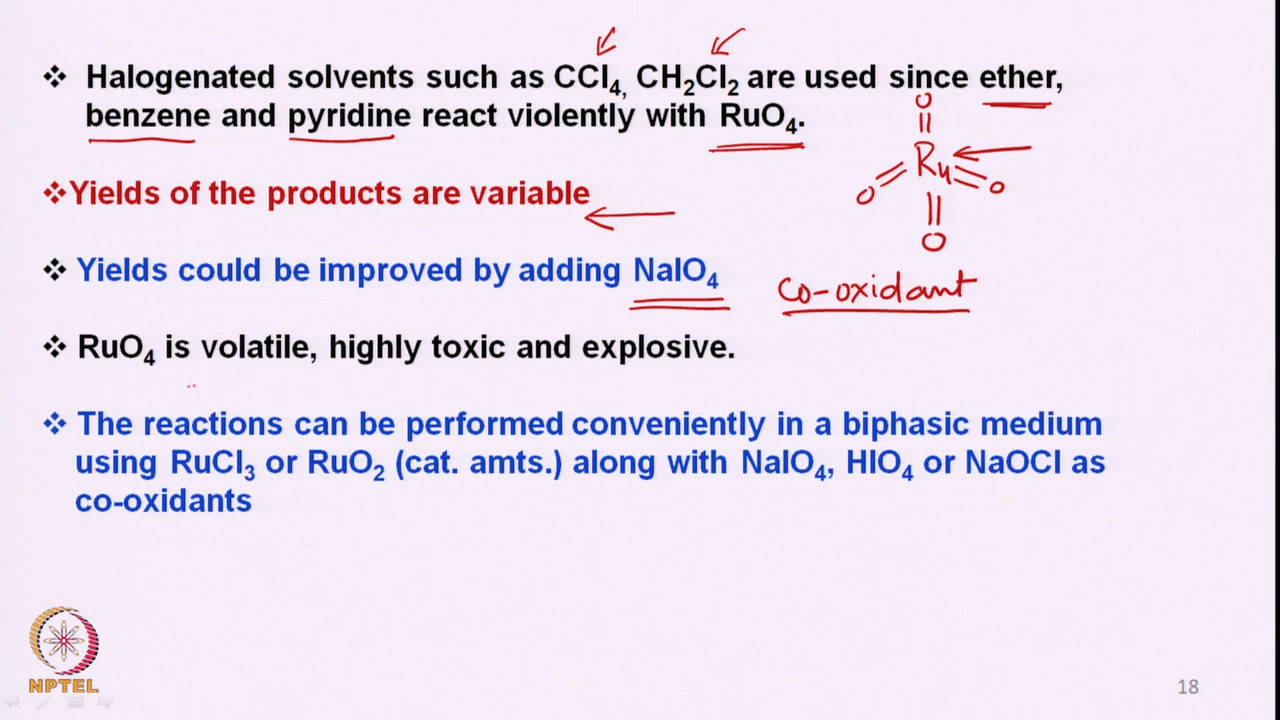 ❖ Halogenated solvents such as CCl4, CH2Cl2 are used since ether,
benzene and pyridine react violently with RuO4.
O
Ru
O
O
O
❖Yields of the products are variable
❖ Yields could be improved by adding NaIO4
Co-oxidant
❖ RuO4 is volatile, highly toxic and explosive.
❖ The reactions can be performed conveniently in a biphasic medium
using RuCl3 or RuO2 (cat. amts.) along with NaIO4, HIO4 or NaOCl as
co-oxidants
NPTEL
18